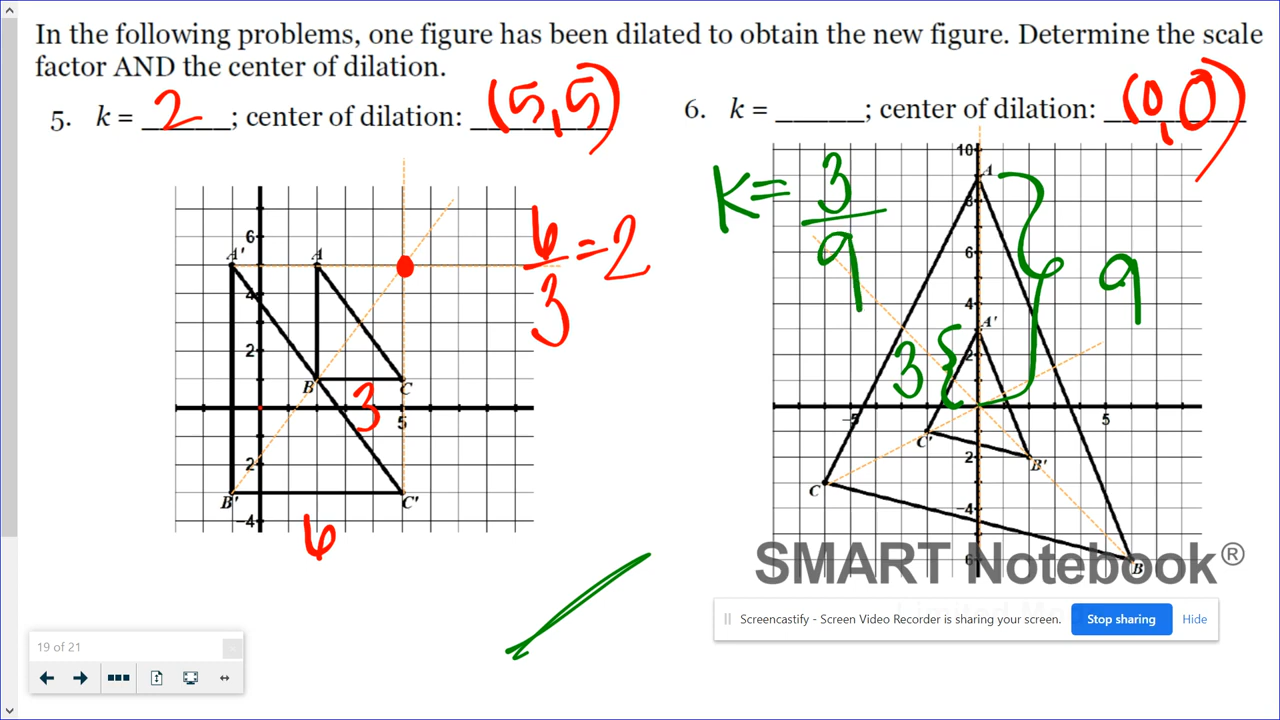 In the following problems, one figure has been dilated to obtain the new figure. Determine the scale
factor AND the center of dilation.
5. k = 2 ; center of dilation: (5,5)
6. k = ______; center of dilation: (0,0)
k = 3/9
6/3 = 2
6
4
2
2
-4
5
A'
A
B
C
B'
C'
3
6
10
8
6
4
2
2
-4
6
-5
5
A
A'
C'
B'
C
B
9
3
SMART Notebook®
Screencastify - Screen Video Recorder is sharing your screen.
Stop sharing
Hide
19 of 21